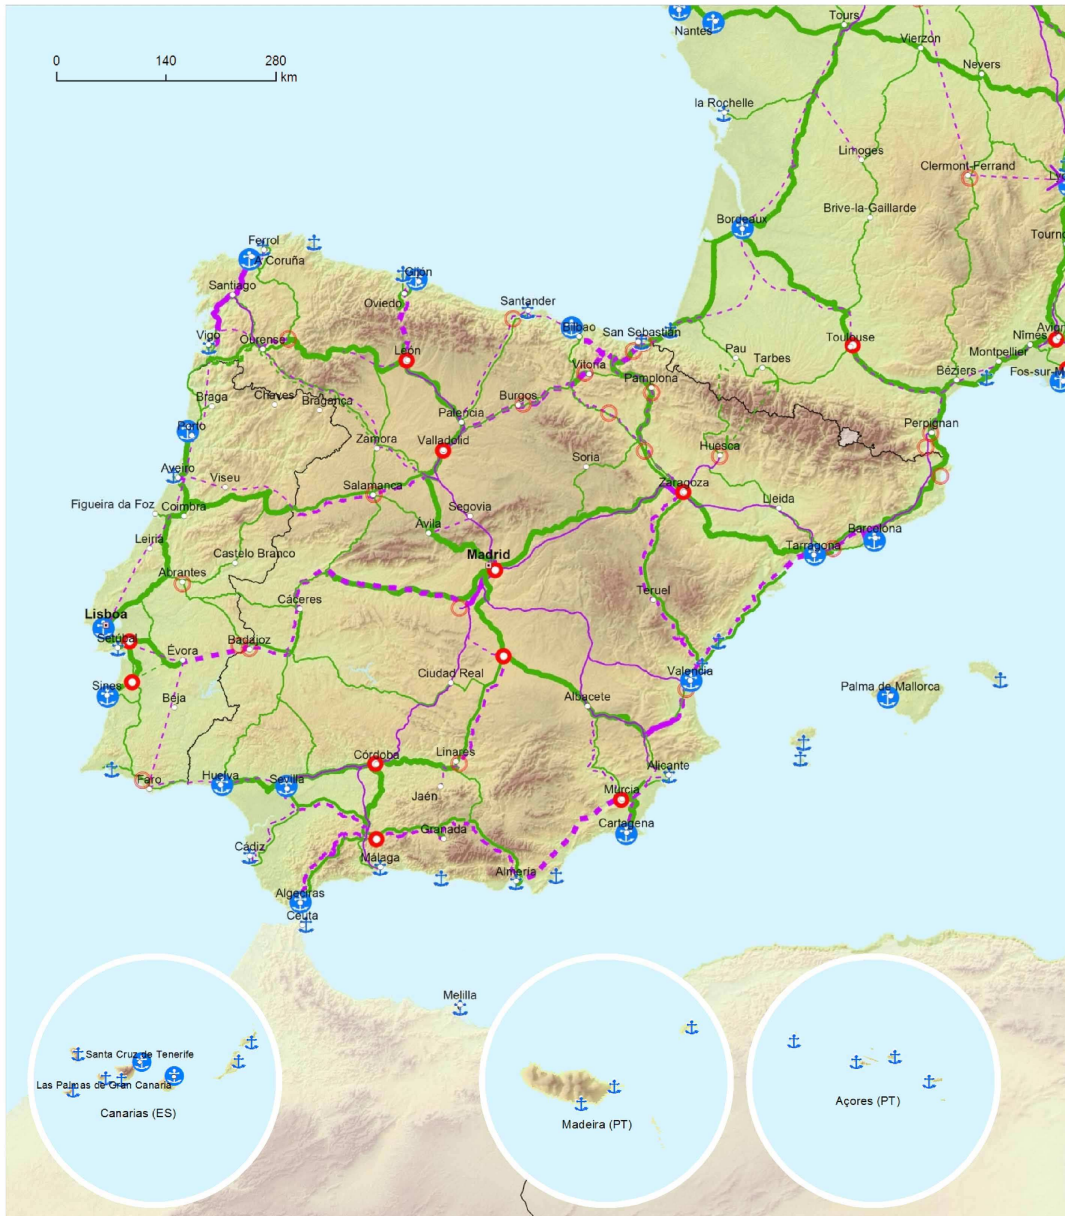 0 140 280
km
Tours
Nantes
Vierzon
Nevers
la Rochelle
Limoges
Clermont-Ferrand
Brive-la-Gaillarde
Bordeaux
Ferrol
A Coruña
Gijón
Santiago
Oviedo
Santander
Bilbao
San Sebastián
Toulouse
Nîmes
Montpellier
Béziers
Vigo
Ourense
León
Vitoria
Pau
Tarbes
Pamplona
Perpignan
Braga
Chaves
Bragança
Palencia
Burgos
Porto
Zamora
Valladolid
Huesca
Soria
Aveiro
Viseu
Salamanca
Zaragoza
Lleida
Figueira da Foz
Coimbra
Segovia
Ávila
Barcelona
Tarragona
Leiria
Castelo Branco
Madrid
Abrantes
Cáceres
Teruel
Lisboa
Setúbal
Évora
Badajoz
Ciudad Real
Valencia
Sines
Beja
Albacete
Palma de Mallorca
Faro
Huelva
Sevilla
Córdoba
Linares
Alicante
Jaén
Murcia
Cartagena
Granada
Cádiz
Málaga
Almería
Algeciras
Ceuta
Melilla
Santa Cruz de Tenerife
Las Palmas de Gran Canaria
Canarias (ES)
Madeira (PT)
Açores (PT)